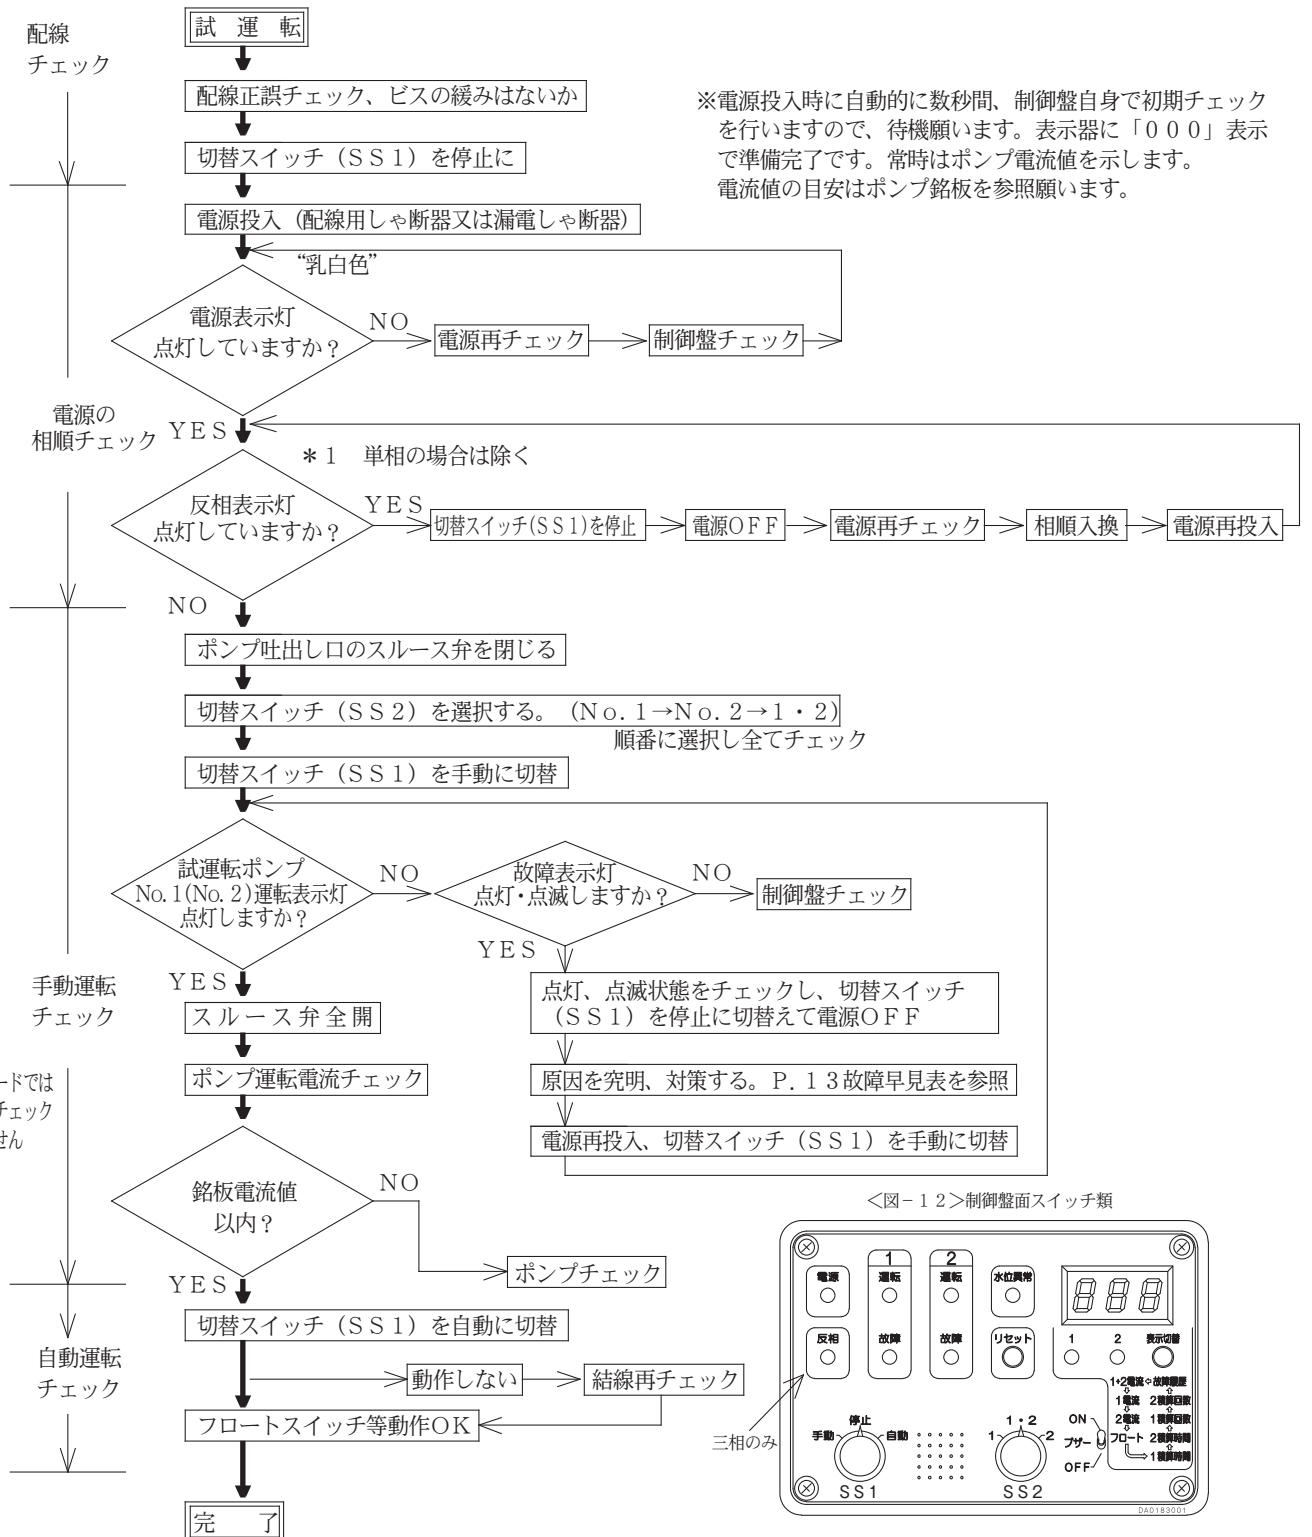 配線
チェック
試 運 転
配線正誤チェック、ビスの緩みはないか
切替スイッチ（ＳＳ１）を停止に
※電源投入時に自動的に数秒間、制御盤自身で初期チェック
を行いますので、待機願います。表示器に「０００」表示
で準備完了です。常時はポンプ電流値を示します。
電流値の目安はポンプ銘板を参照願います。
電源投入（配線用しゃ断器又は漏電しゃ断器）
“乳白色”
電源表示灯
点灯していますか？
ＮＯ
電源再チェック
制御盤チェック
電源の
相順チェック
ＹＥＳ
＊１ 単相の場合は除く
反相表示灯
点灯していますか？
ＹＥＳ
切替スイッチ(ＳＳ１)を停止
電源ＯＦＦ
電源再チェック
相順入換
電源再投入
ＮＯ
ポンプ吐出し口のスルース弁を閉じる
切替スイッチ（ＳＳ２）を選択する。（Ｎｏ.１→Ｎｏ.２→１・２）
順番に選択し全てチェック
切替スイッチ（ＳＳ１）を手動に切替
試運転ポンプ
No.1(No.2)運転表示灯
点灯しますか？
ＮＯ
故障表示灯
点灯・点滅しますか？
ＮＯ
制御盤チェック
ＹＥＳ
ＹＥＳ
手動運転
チェック
スルース弁全開
点灯、点滅状態をチェックし、切替スイッチ
（ＳＳ１）を停止に切替えて電源ＯＦＦ
ードでは
チェック
せん
ポンプ運転電流チェック
原因を究明、対策する。Ｐ.１３故障早見表を参照
電源再投入、切替スイッチ（ＳＳ１）を手動に切替
銘板電流値
以内？
ＮＯ
ポンプチェック
ＹＥＳ
切替スイッチ（ＳＳ１）を自動に切替
自動運転
チェック
動作しない
結線再チェック
フロートスイッチ等動作ＯＫ
完 了
＜図－１２＞制御盤面スイッチ類
電源
1
運転
2
運転
水位異常
888
反相
故障
故障
リセット
1
2
表示切替
1+2電流⇦故障履歴
1電流 2積算回数
2電流 1積算回数
フロート 2積算時間
1積算時間
三相のみ
手動
停止
自動
SS1
1
1・2
2
SS2
ON
ブザー
OFF
DA0183001